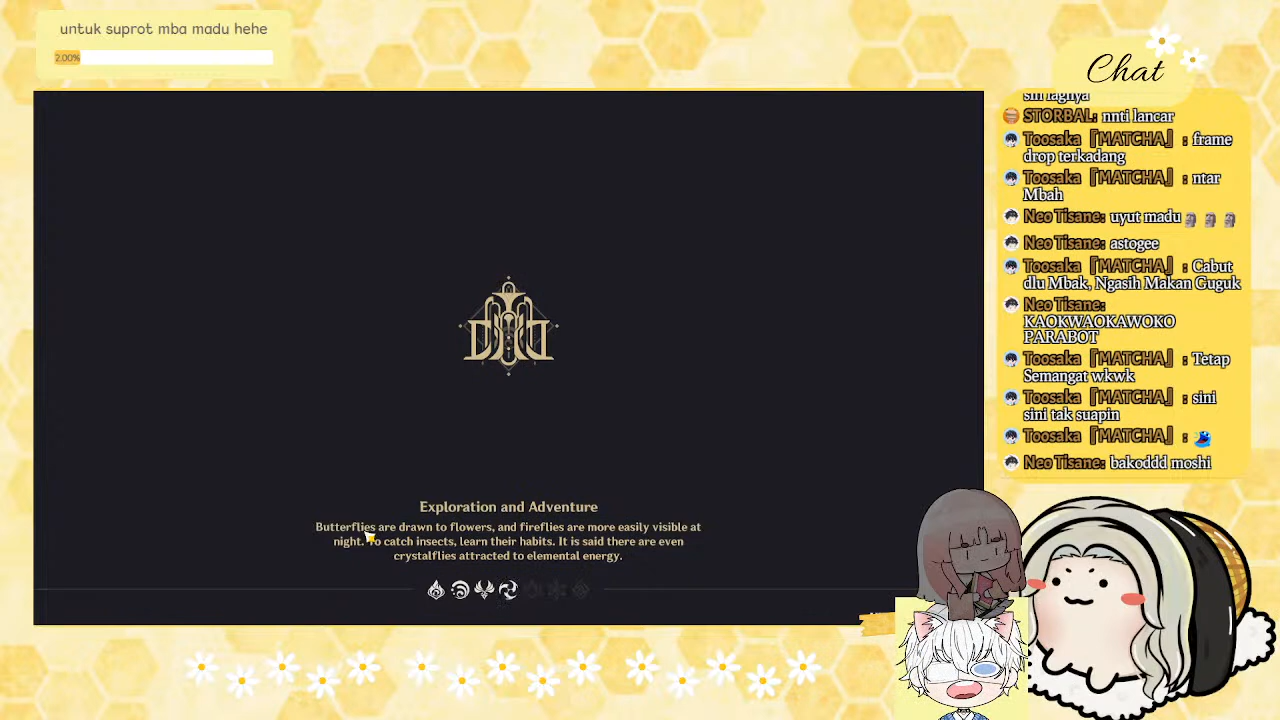 untuk suprot mba madu hehe
2.00%
Chat
STORBAL: nnti lancar
Toosaka『MATCHA』 : frame
drop terkadang
Toosaka『MATCHA』 : ntar
Mbah
Neo Tisane: uyut madu
Neo Tisane: astogee
Toosaka『MATCHA』 : Cabut
dlu Mbak, Ngasih Makan Guguk
Neo Tisane:
KAOKWAOKAWOKO
PARABOT
Toosaka『MATCHA』 : Tetap
Semangat wkwk
Toosaka『MATCHA』 : sini
sini tak suapin
Toosaka『MATCHA』 :
Neo Tisane: bakoddd moshi
Exploration and Adventure
Butterflies are drawn to flowers, and fireflies are more easily visible at
night. To catch insects, learn their habits. It is said there are even
crystalflies attracted to elemental energy.